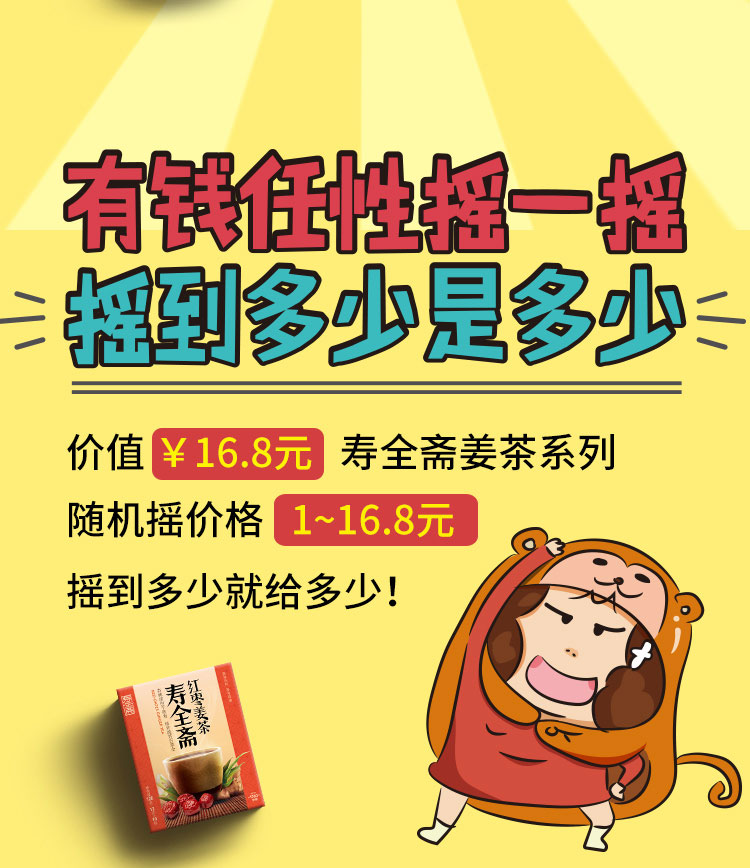 有钱任性摇一摇
摇到多少是多少
价值 ¥16.8元 寿全斋姜茶系列
随机摇价格 1~16.8元
摇到多少就给多少！
红枣姜茶
寿全斋